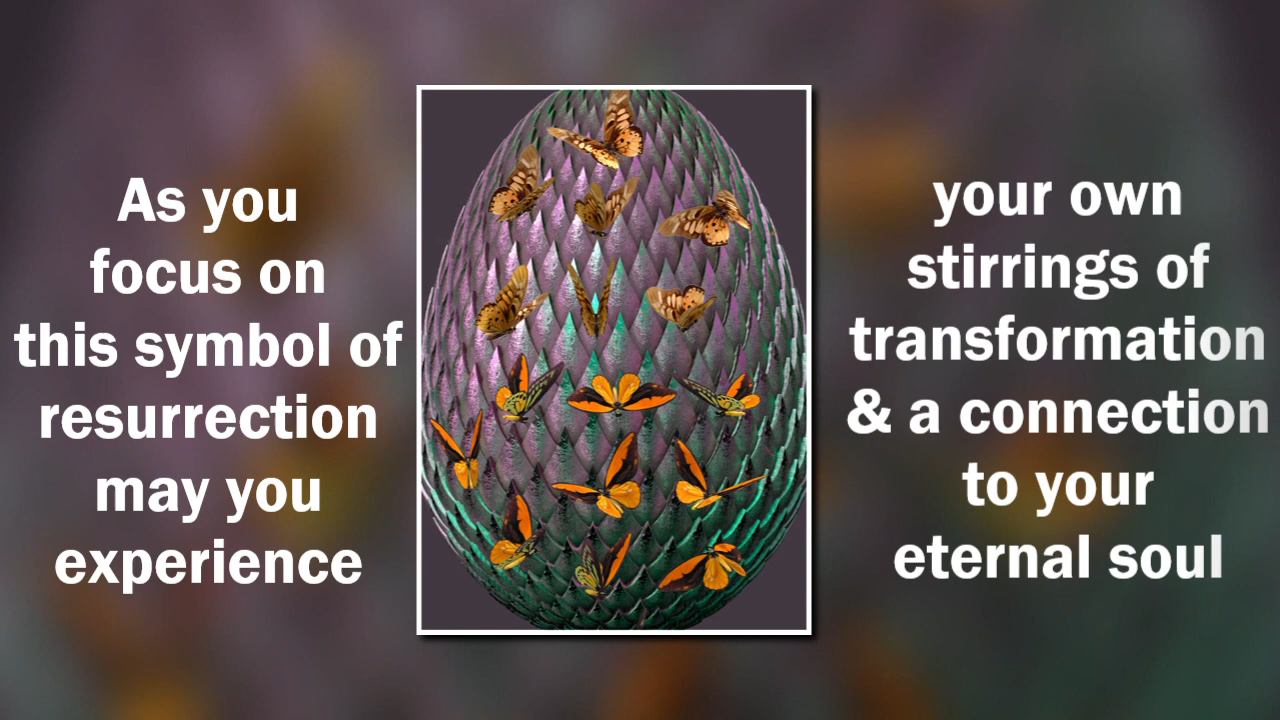 As you
focus on
this symbol of
resurrection
may you
experience
your own
stirrings of
transformation
& a connection
to your
eternal soul